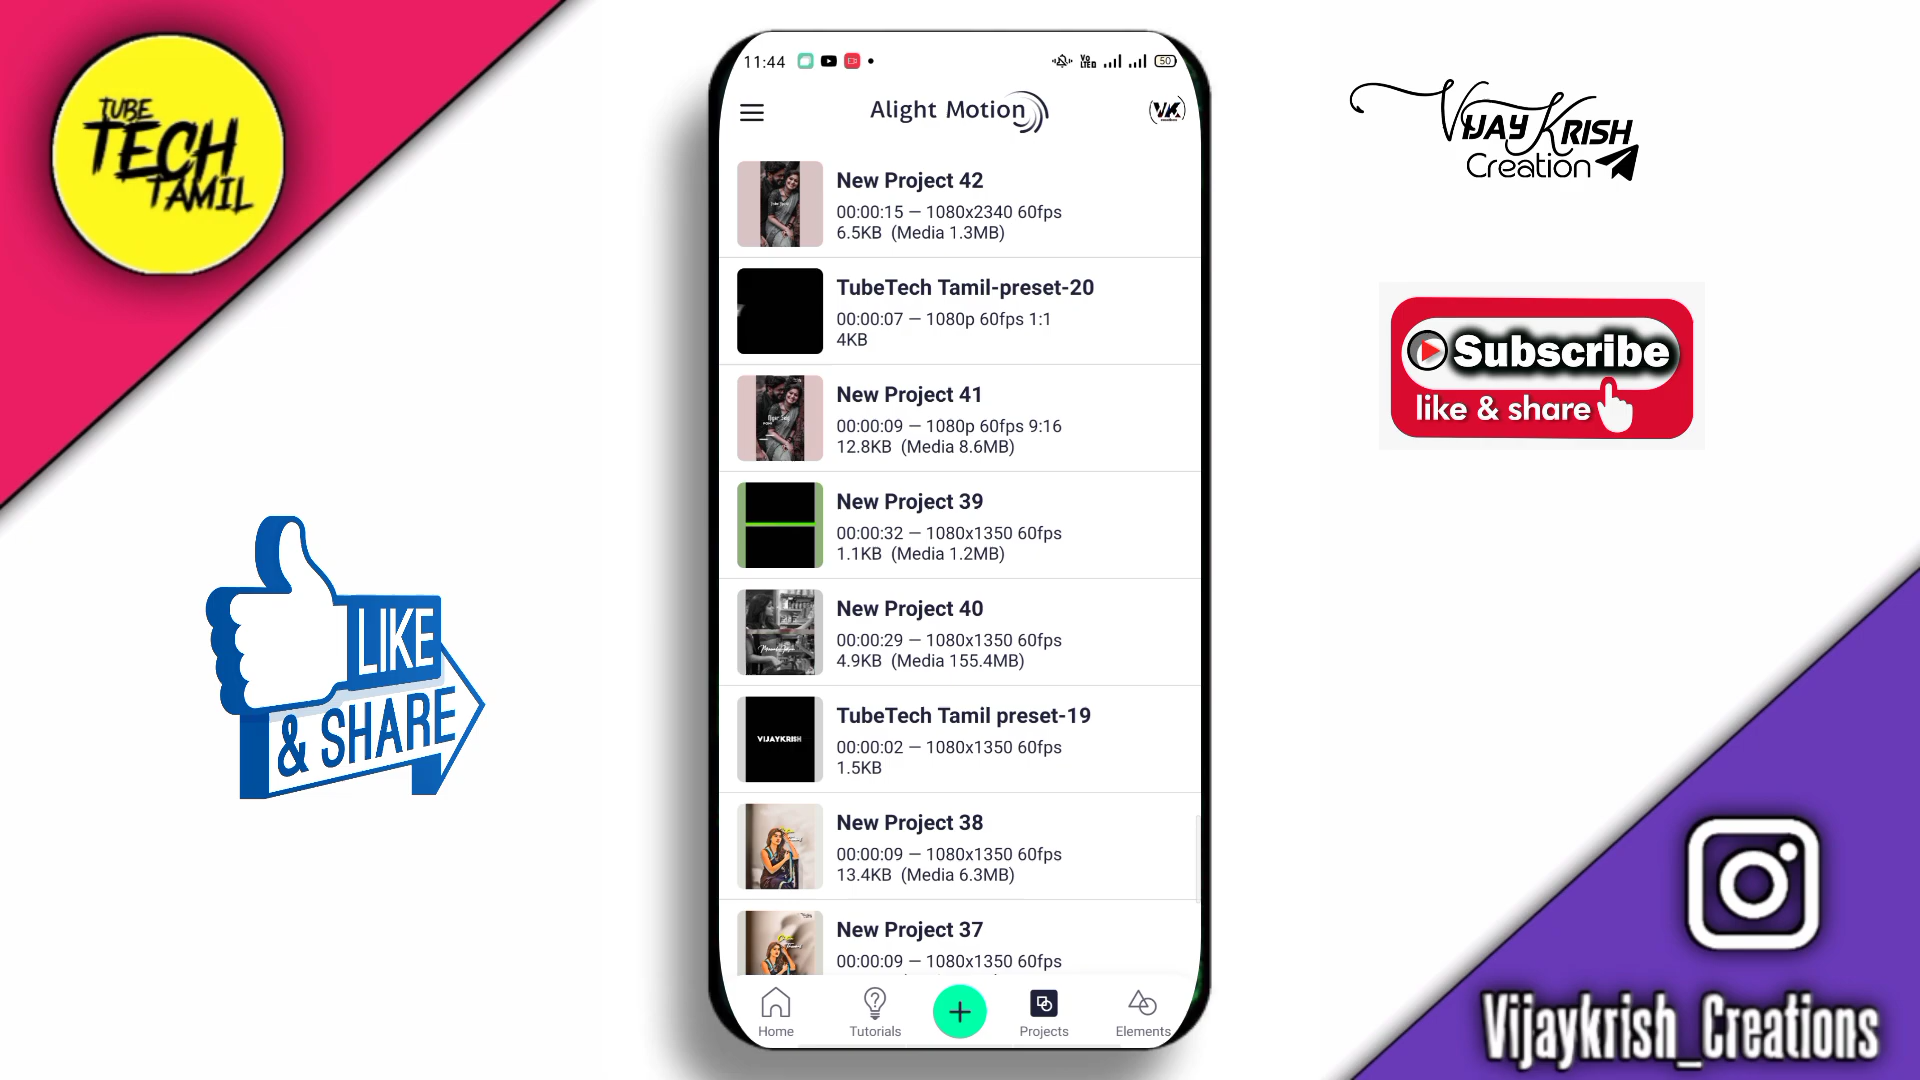 TUBE
TECH
TAMIL
11:44
VO
LTED
50
Alight Motion
VK
New Project 42
00:00:15 — 1080x2340 60fps
6.5KB (Media 1.3MB)
TubeTech Tamil-preset-20
00:00:07 — 1080p 60fps 1:1
4KB
New Project 41
00:00:09 — 1080p 60fps 9:16
12.8KB (Media 8.6MB)
New Project 39
00:00:32 — 1080x1350 60fps
1.1KB (Media 1.2MB)
New Project 40
00:00:29 — 1080x1350 60fps
4.9KB (Media 155.4MB)
TubeTech Tamil preset-19
00:00:02 — 1080x1350 60fps
1.5KB
VIJAYKRISH
New Project 38
00:00:09 — 1080x1350 60fps
13.4KB (Media 6.3MB)
New Project 37
00:00:09 — 1080x1350 60fps
Home
Tutorials
Projects
Elements
LIKE
& SHARE
VIJAY KRISH
Creation
Subscribe
like & share
Vijaykrish_Creations